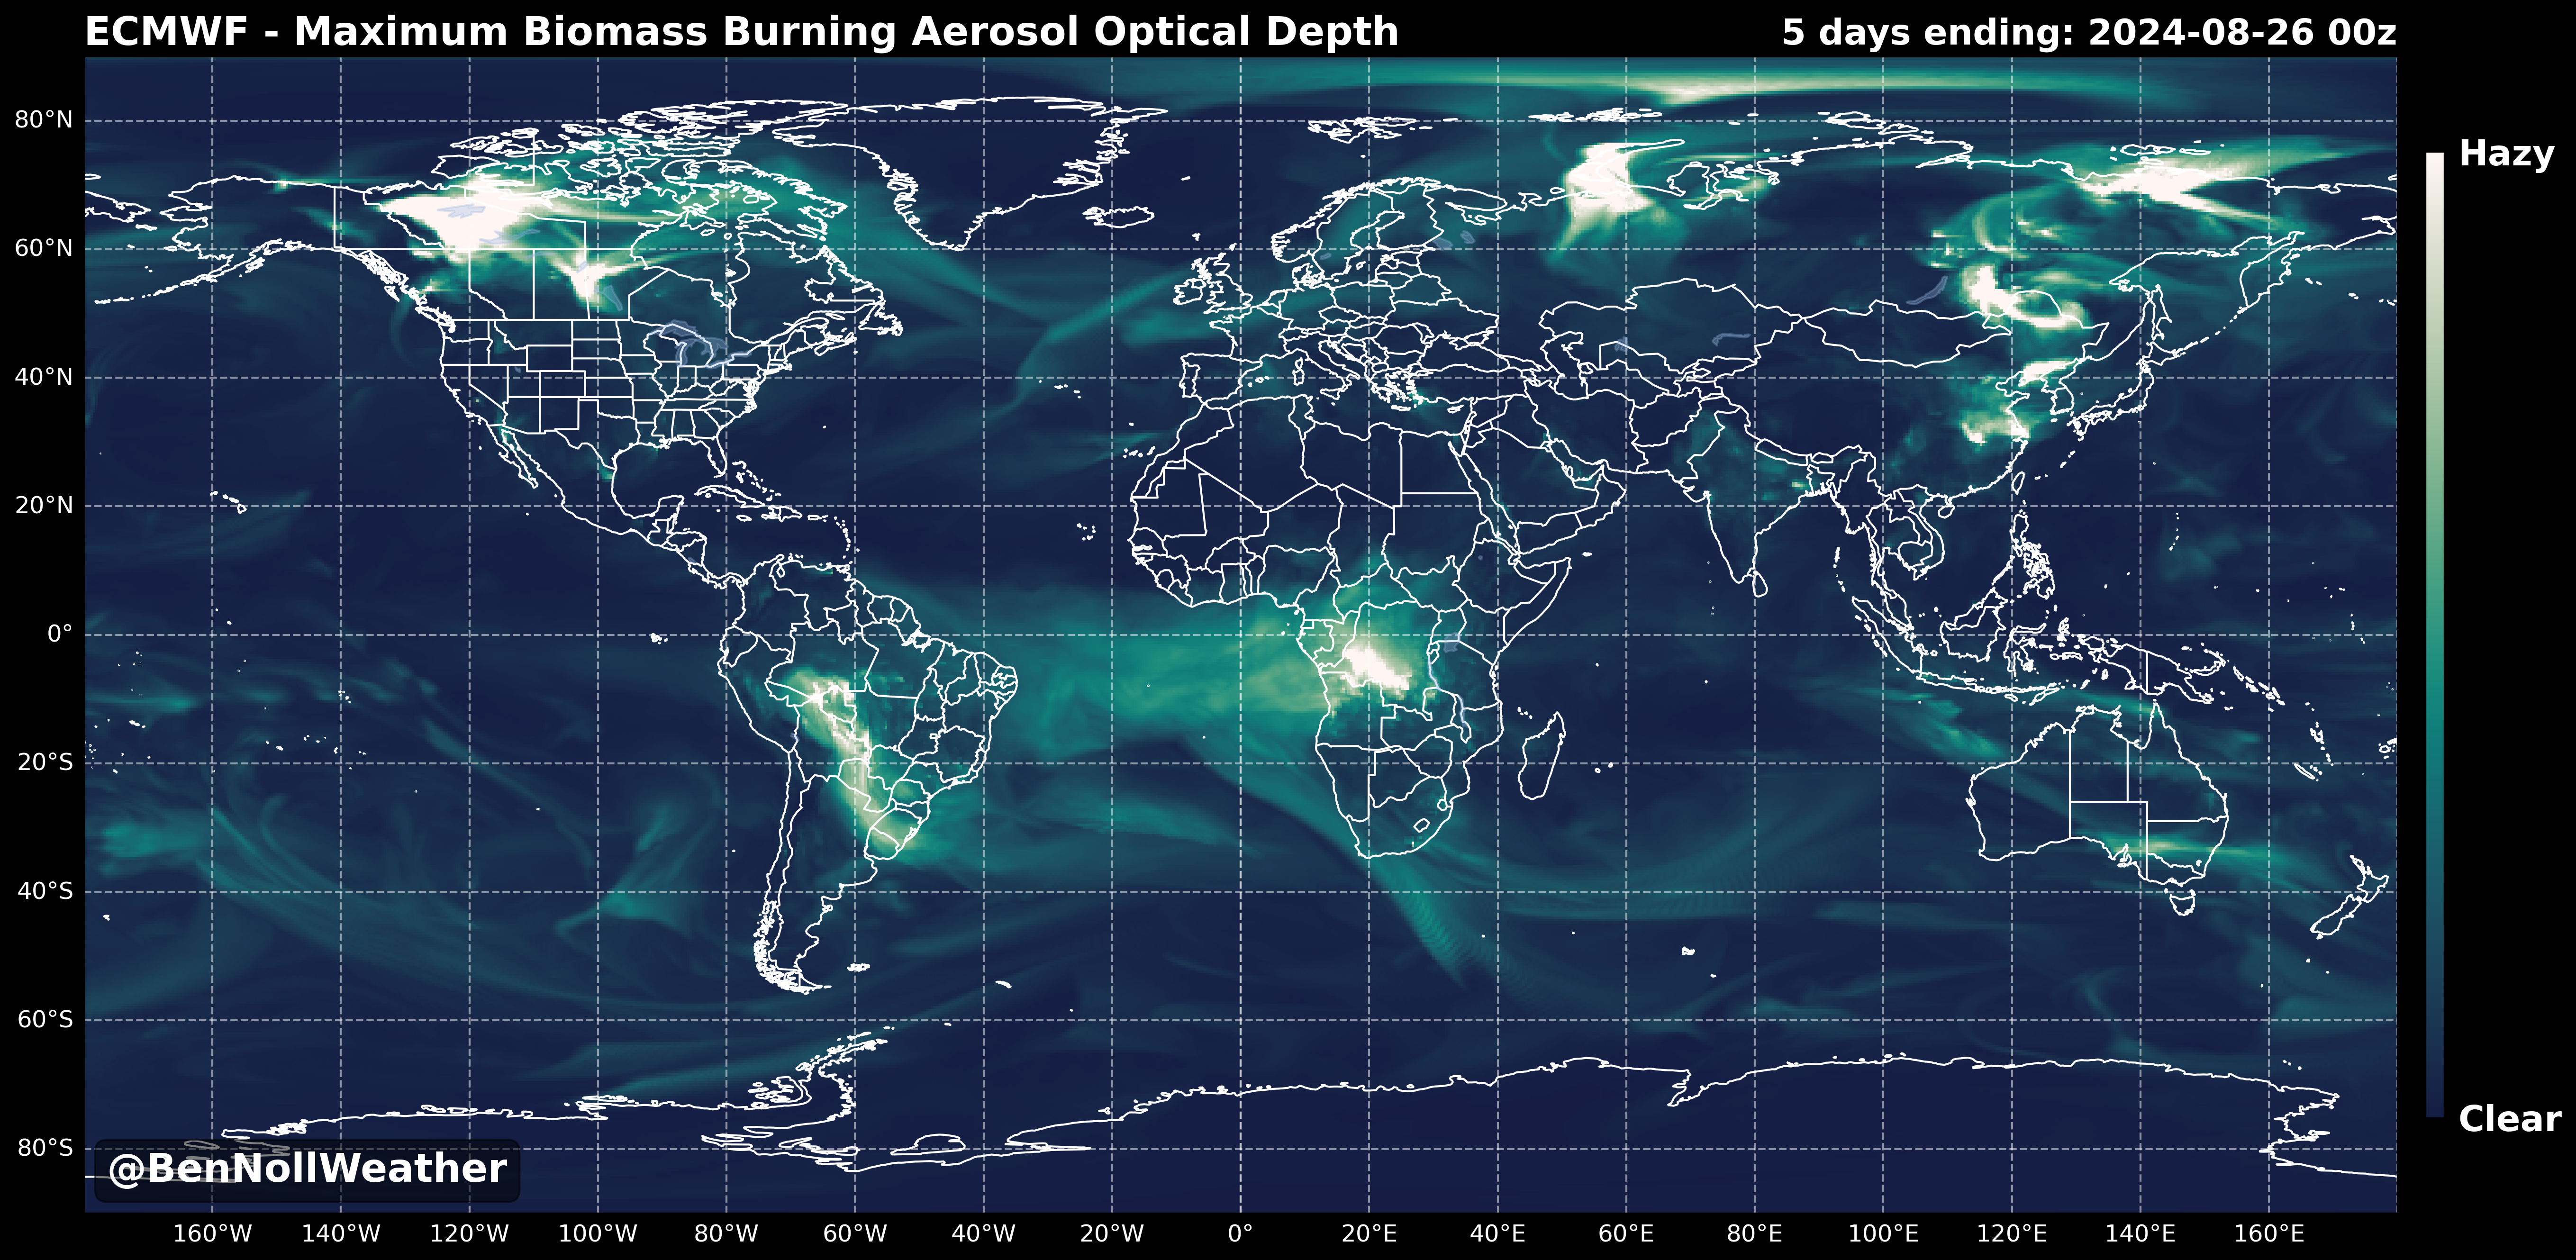 ECMWF - Maximum Biomass Burning Aerosol Optical Depth
5 days ending: 2024-08-26 00z
80°N
60°N
40°N
20°N
0°
20°S
40°S
60°S
80°S
Hazy
Clear
@BenNollWeather
160°W 140°W 120°W 100°W 80°W 60°W 40°W 20°W 0° 20°E 40°E 60°E 80°E 100°E 120°E 140°E 160°E